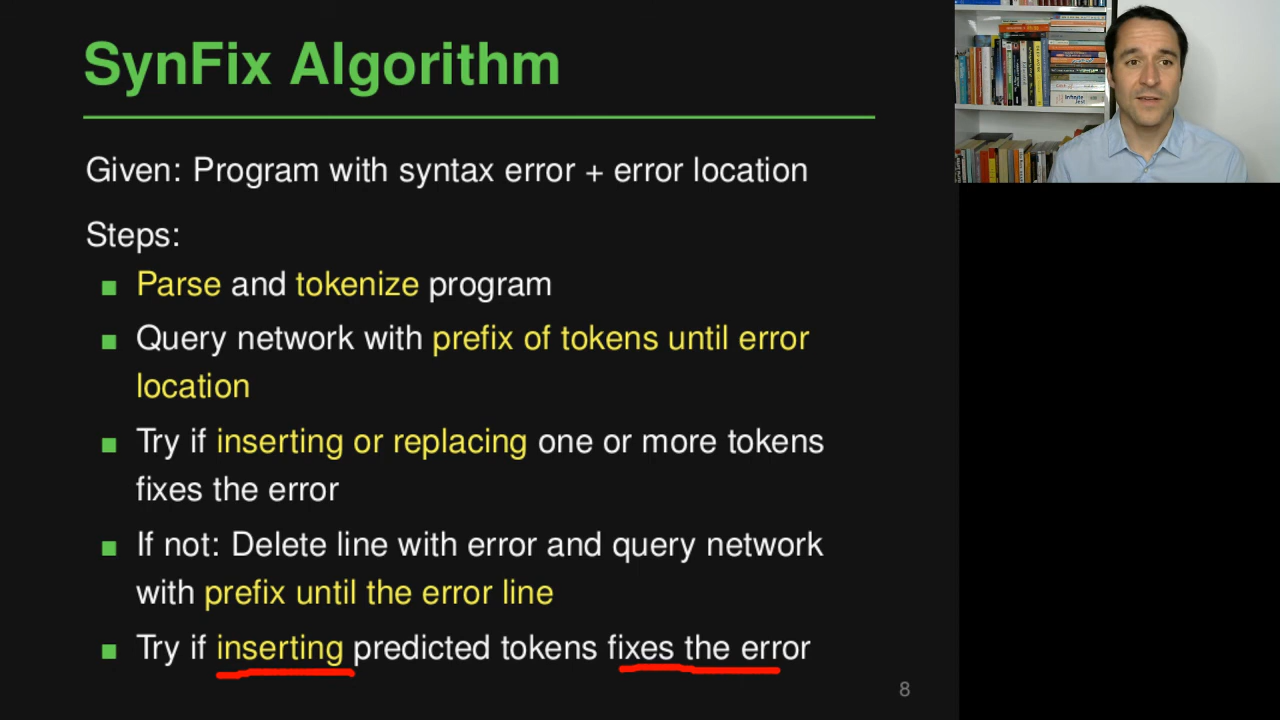 SynFix Algorithm
Given: Program with syntax error + error location
Steps:
Parse and tokenize program
Query network with prefix of tokens until error
location
Try if inserting or replacing one or more tokens
fixes the error
If not: Delete line with error and query network
with prefix until the error line
Try if inserting predicted tokens fixes the error
8
Infinite
Jest